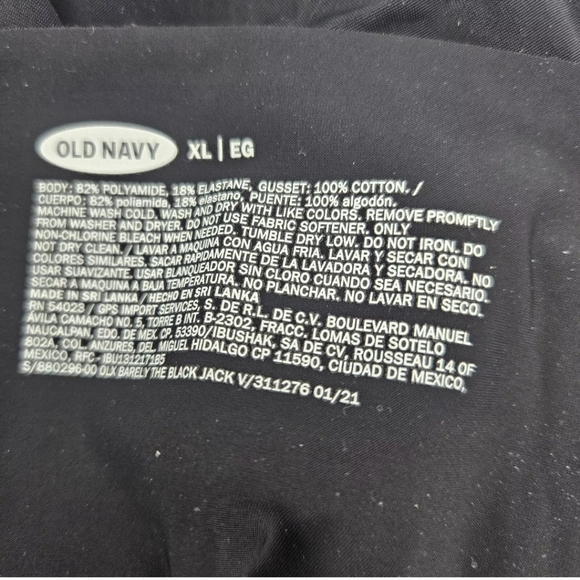 OLD NAVY XL | EG
BODY: 82% POLYAMIDE, 18% ELASTANE, GUSSET: 100% COTTON. /
CUERPO: 82% poliamida, 18% elastano, PUENTE: 100% algodón.
MACHINE WASH COLD. WASH AND DRY WITH LIKE COLORS. REMOVE PROMPTLY
FROM WASHER AND DRYER. DO NOT USE FABRIC SOFTENER. ONLY
NON-CHLORINE BLEACH WHEN NEEDED. TUMBLE DRY LOW. DO NOT IRON. DO
NOT DRY CLEAN. / LAVAR A MAQUINA CON AGUA FRIA. LAVAR Y SECAR CON
COLORES SIMILARES. SACAR RAPIDAMENTE DE LA LAVADORA Y SECADORA. NO
USAR SUAVIZANTE. USAR BLANQUEADOR SIN CLORO CUANDO SEA NECESARIO.
SECAR A MAQUINA A BAJA TEMPERATURA. NO PLANCHAR. NO LAVAR EN SECO.
MADE IN SRI LANKA / HECHO EN SRI LANKA
RN 54023 / GPS IMPORT SERVICES, S. DE R.L. DE C.V. BOULEVARD MANUEL
ÁVILA CAMACHO NO. 5, TORRE B INT. B-2302, FRACC. LOMAS DE SOTELO
NAUCALPAN, EDO. DE MEX. CP. 53390/IBUSHAK, SA DE CV, ROUSSEAU 14 OF
802A, COL. ANZURES, DEL. MIGUEL HIDALGO CP 11590, CIUDAD DE MEXICO,
MEXICO, RFC- IBU131217185
S/880296-00 OLX BARELY THE BLACK JACK V/311276 01/21